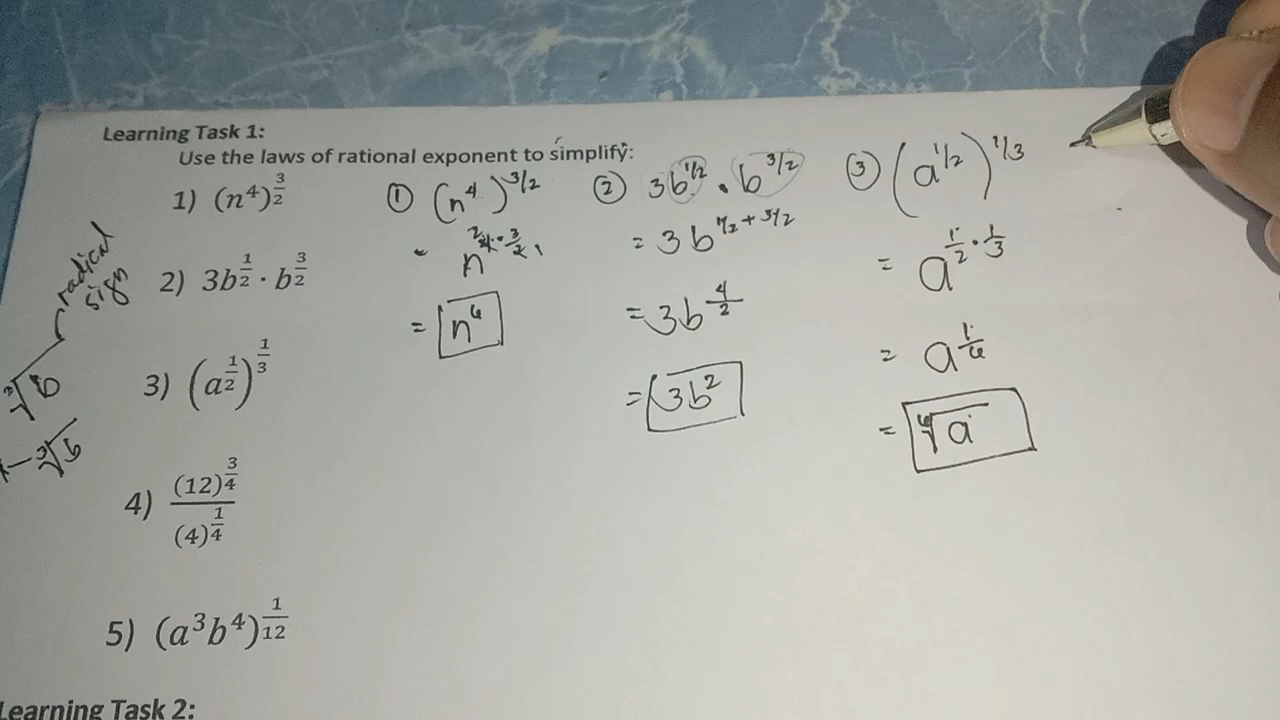 Learning Task 1:
Use the laws of rational exponent to simplify:
1) (n⁴)^(3/2)
2) 3b^(1/2) · b^(3/2)
3) (a^(1/2))^(1/3)
4) (12)^(3/4) / (4)^(1/4)
5) (a³b⁴)^(1/12)
Learning Task 2:
radical
sign
³√b
³√b
① (n⁴)^(3/2)
= n^(4·3/2) 2 1
= n⁶
② 3b^(1/2) · b^(3/2)
= 3b^(1/2 + 3/2)
= 3b^(4/2)
= 3b²
③ (a^(1/2))^(1/3)
= a^(1/2 · 1/3)
= a^(1/6)
= ⁶√a